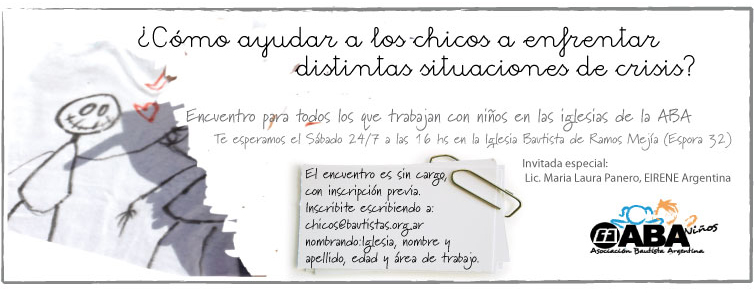 ¿Cómo ayudar a los chicos a enfrentar
distintas situaciones de crisis?
Encuentro para todos los que trabajan con niños en las iglesias de la ABA
Te esperamos el Sábado 24/7 a las 16 hs en la Iglesia Bautista de Ramos Mejía (Espora 32)
Invitada especial:
Lic. Maria Laura Panero, EIRENE Argentina
El encuentro es sin cargo,
con inscripción previa.
Inscribite escribiendo a:
chicos@bautistas.org.ar
nombrando:Iglesia, nombre y
apellido, edad y área de trabajo.
ABA Niños
Asociación Bautista Argentina